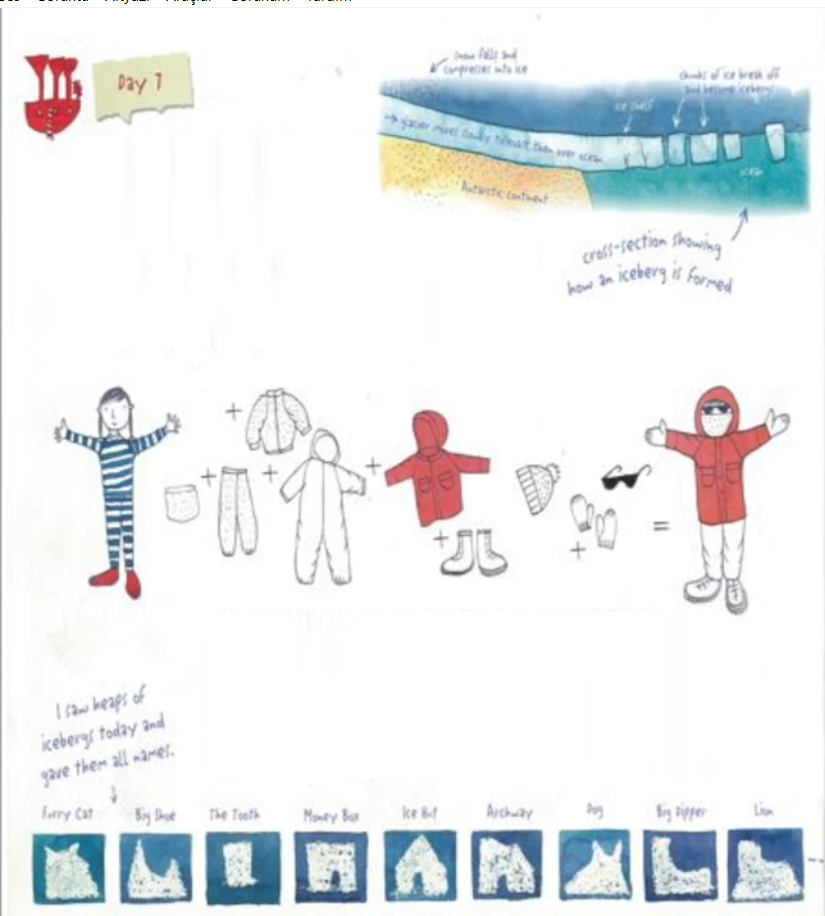 Day 7
snow falls and
compresses into ice
chunks of ice break off
and become icebergs
ice shelf
→ glacier moves slowly then over ocean
ocean
Antarctic continent
cross-section showing
how an iceberg is formed
+
+
+
+
+
+
=
I saw heaps of
icebergs today and
gave them all names.
Furry Cat
Big Shoe
The Tooth
Money Box
Ice Hut
Archway
Dog
Big Dipper
Lion